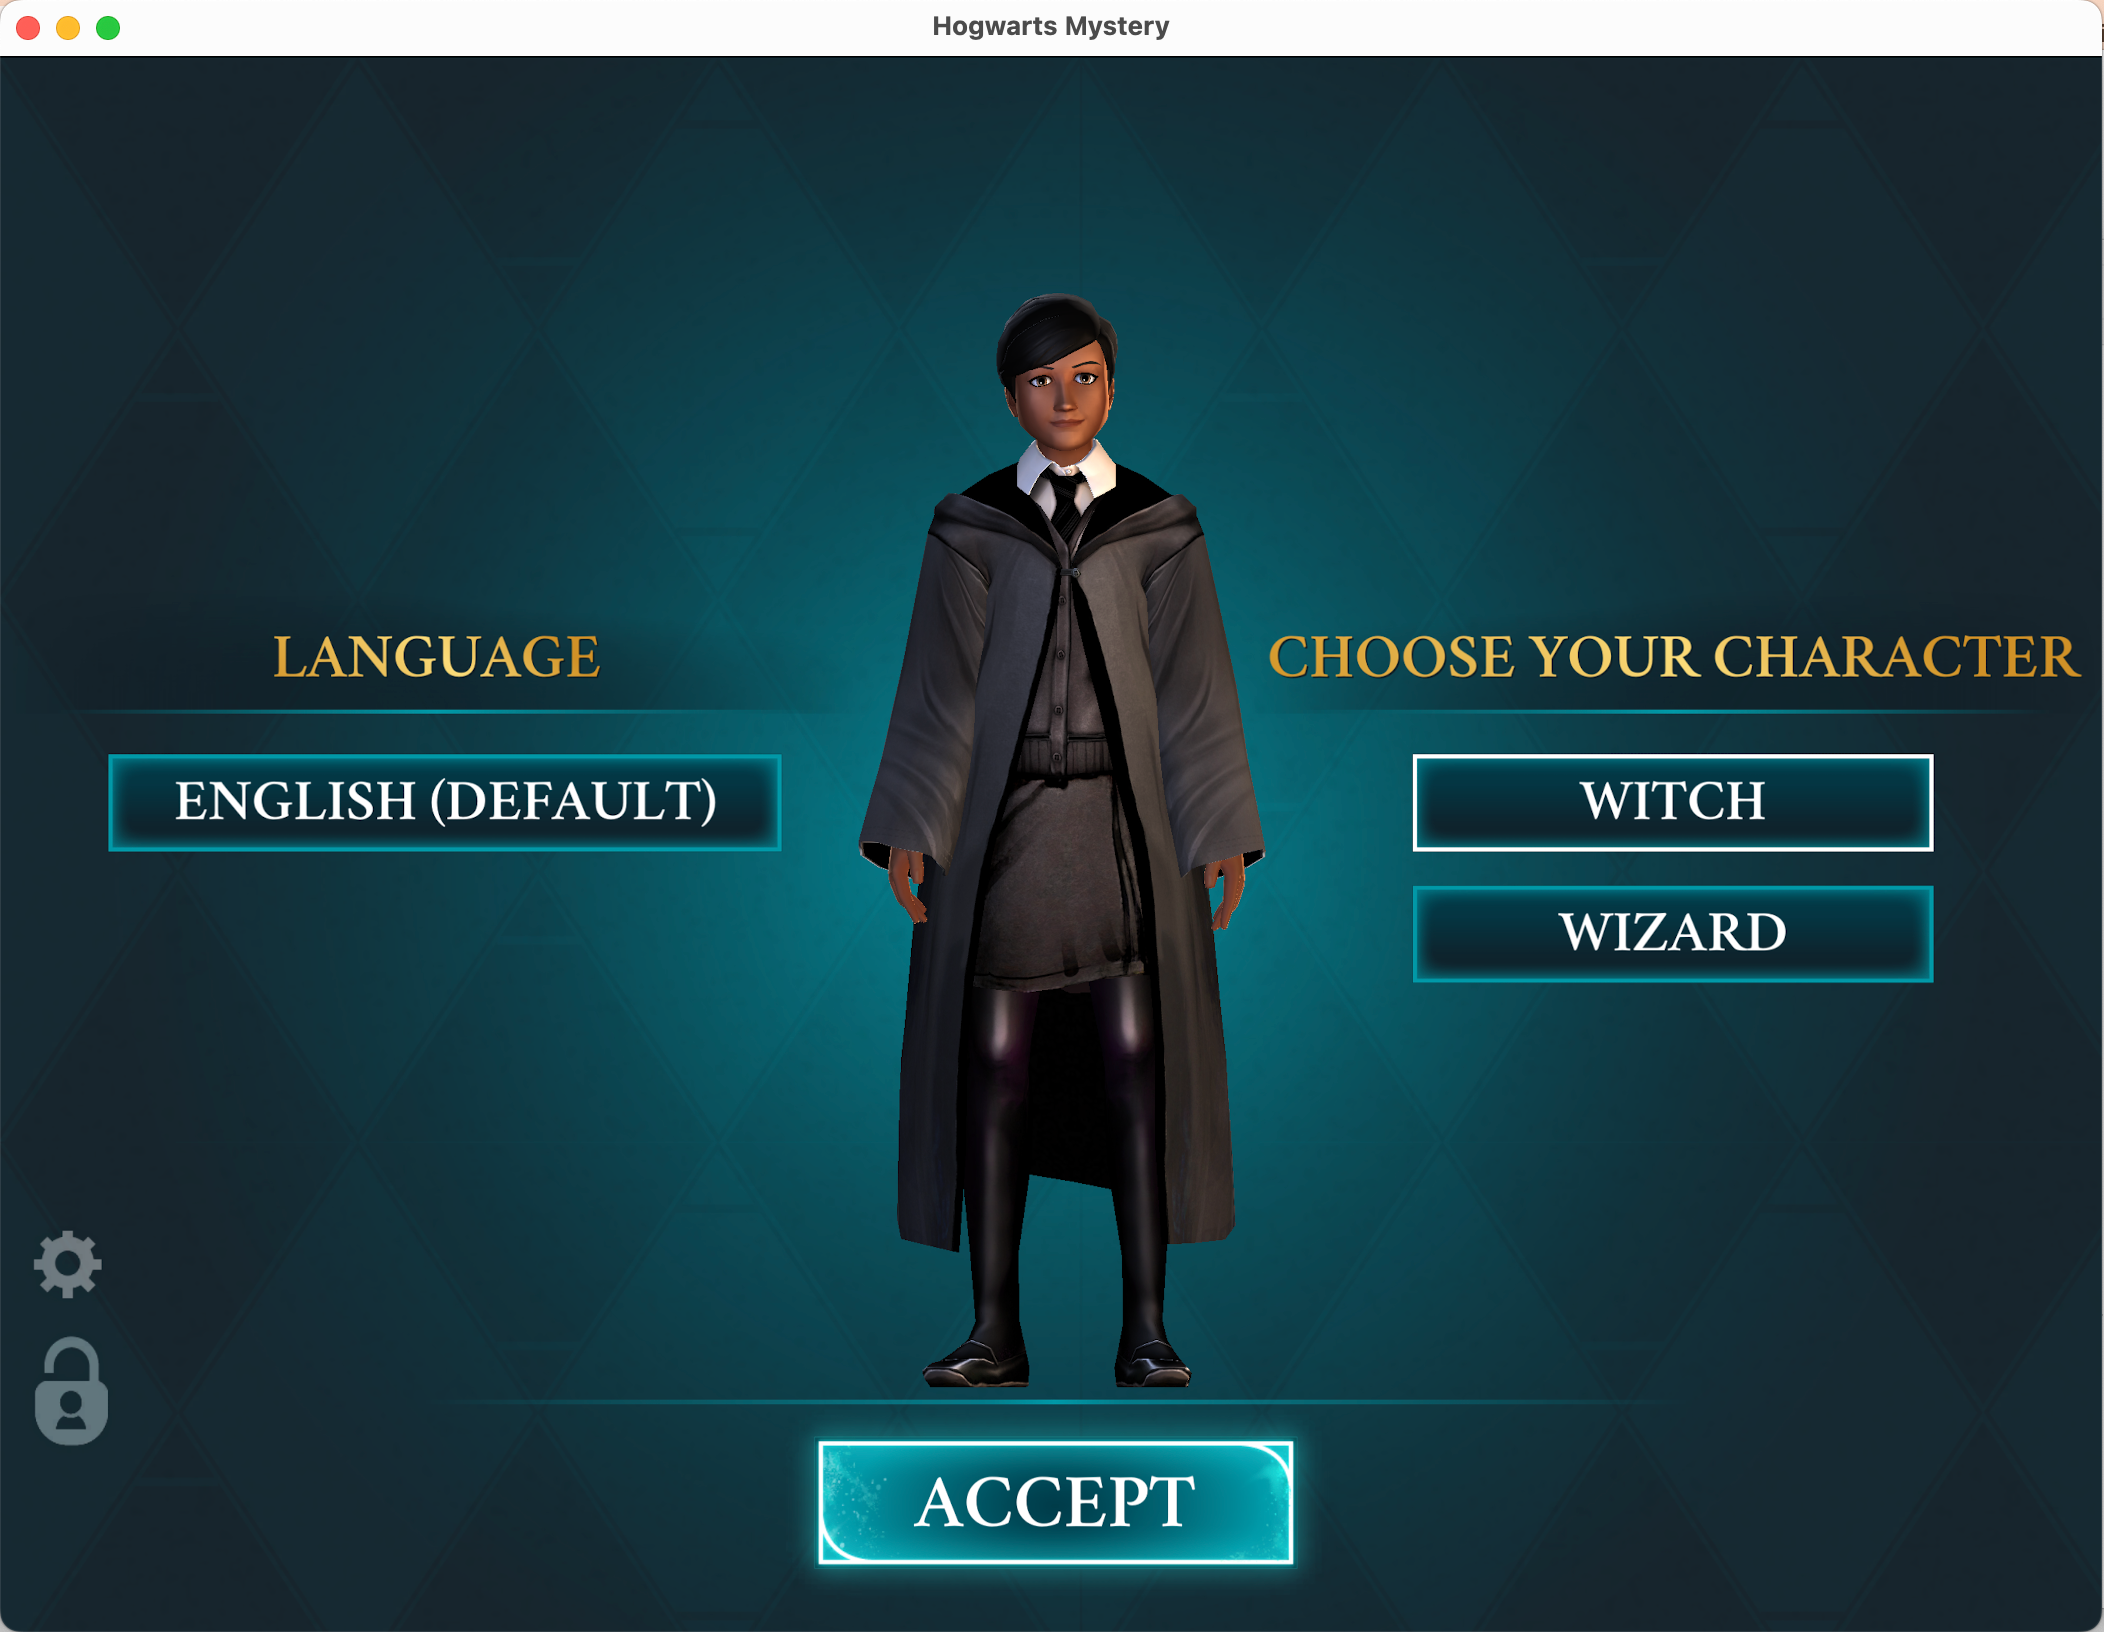 Hogwarts Mystery
LANGUAGE
ENGLISH (DEFAULT)
CHOOSE YOUR CHARACTER
WITCH
WIZARD
ACCEPT